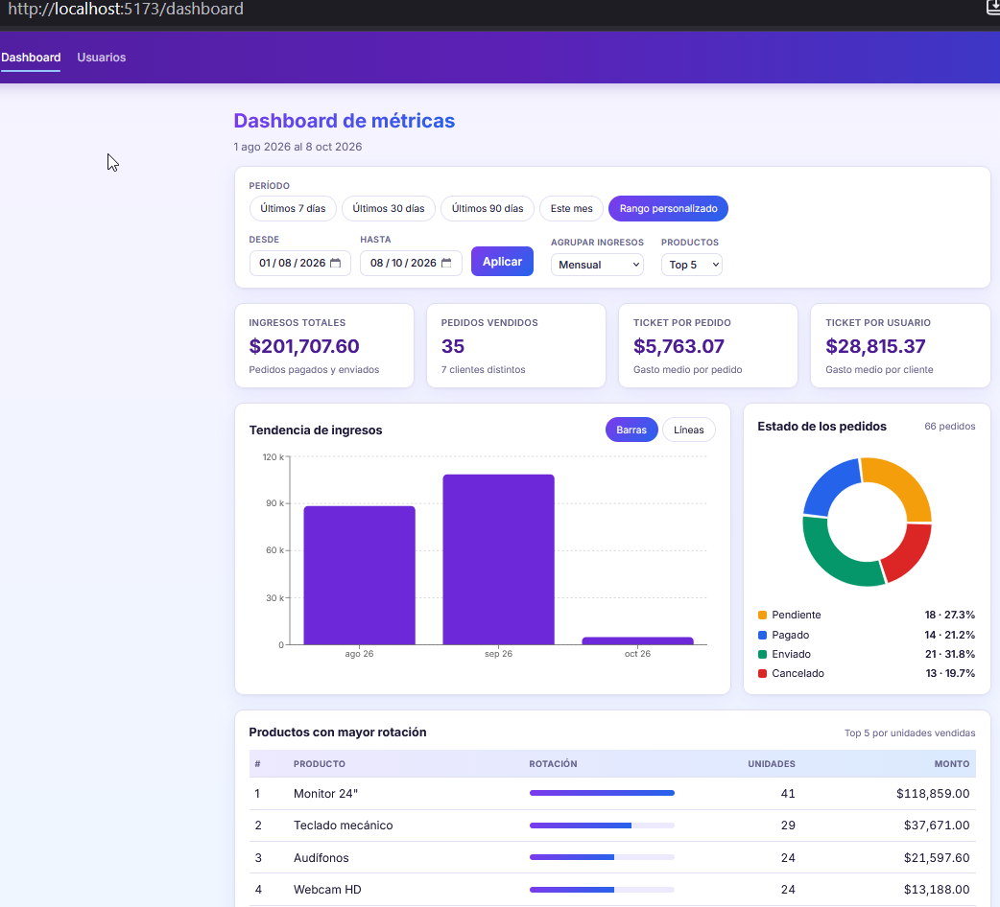 http://localhost:5173/dashboard
Dashboard Usuarios
Dashboard de métricas
1 ago 2026 al 8 oct 2026
PERÍODO
Últimos 7 días Últimos 30 días Últimos 90 días Este mes Rango personalizado
DESDE HASTA AGRUPAR INGRESOS PRODUCTOS
01/08/2026 08/10/2026 Aplicar Mensual Top 5
INGRESOS TOTALES PEDIDOS VENDIDOS TICKET POR PEDIDO TICKET POR USUARIO
$201,707.60 35 $5,763.07 $28,815.37
Pedidos pagados y enviados 7 clientes distintos Gasto medio por pedido Gasto medio por cliente
Tendencia de ingresos Barras Líneas
120 k
90 k
60 k
30 k
0
ago 26 sep 26 oct 26
Estado de los pedidos 66 pedidos
Pendiente 18 · 27.3%
Pagado 14 · 21.2%
Enviado 21 · 31.8%
Cancelado 13 · 19.7%
Productos con mayor rotación Top 5 por unidades vendidas
# PRODUCTO ROTACIÓN UNIDADES MONTO
1 Monitor 24" 41 $118,859.00
2 Teclado mecánico 29 $37,671.00
3 Audífonos 24 $21,597.60
4 Webcam HD 24 $13,188.00